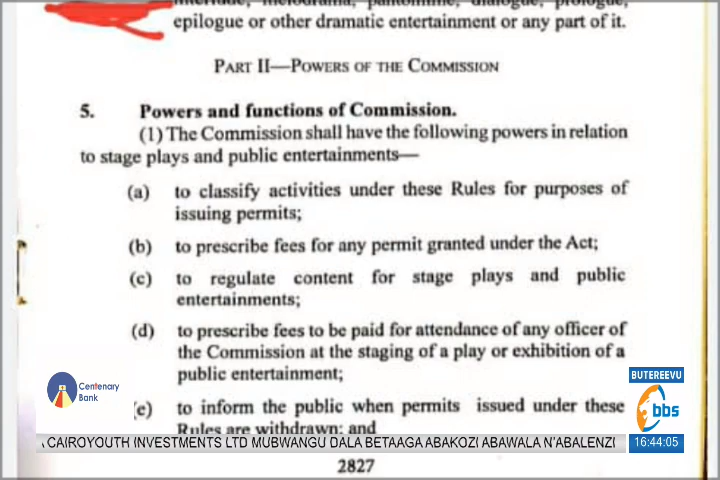 interlude, melodrama, pantomime, dialogue, prologue,
epilogue or other dramatic entertainment or any part of it.
PART II—POWERS OF THE COMMISSION
5. Powers and functions of Commission.
(1) The Commission shall have the following powers in relation
to stage plays and public entertainments—
(a) to classify activities under these Rules for purposes of
issuing permits;
(b) to prescribe fees for any permit granted under the Act;
(c) to regulate content for stage plays and public
entertainments;
(d) to prescribe fees to be paid for attendance of any officer of
the Commission at the staging of a play or exhibition of a
public entertainment;
(e) to inform the public when permits issued under these
Rules are withdrawn; and
2827
Centenary
Bank
BUTEREEVU
bbs
16:44:05
CAIROYOUTH INVESTMENTS LTD MUBWANGU DALA BETAAGA ABAKOZI ABAWALA N'ABALENZI